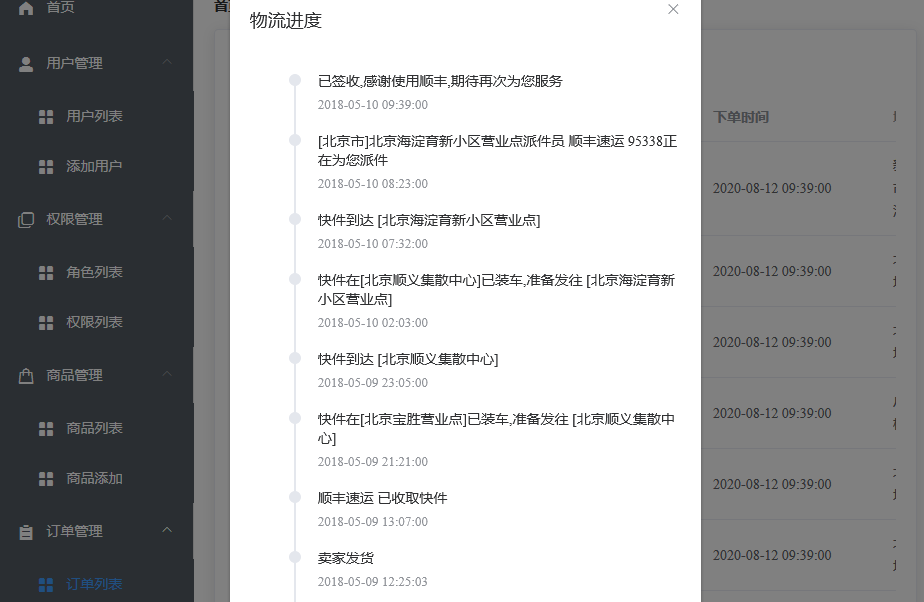 首页
用户管理
用户列表
添加用户
权限管理
角色列表
权限列表
商品管理
商品列表
商品添加
订单管理
订单列表
物流进度
已签收,感谢使用顺丰,期待再次为您服务
2018-05-10 09:39:00
[北京市]北京海淀育新小区营业点派件员 顺丰速运 95338正
在为您派件
2018-05-10 08:23:00
快件到达 [北京海淀育新小区营业点]
2018-05-10 07:32:00
快件在[北京顺义集散中心]已装车,准备发往 [北京海淀育新
小区营业点]
2018-05-10 02:03:00
快件到达 [北京顺义集散中心]
2018-05-09 23:05:00
快件在[北京宝胜营业点]已装车,准备发往 [北京顺义集散中
心]
2018-05-09 21:21:00
顺丰速运 已收取快件
2018-05-09 13:07:00
卖家发货
2018-05-09 12:25:03
下单时间
2020-08-12 09:39:00
2020-08-12 09:39:00
2020-08-12 09:39:00
2020-08-12 09:39:00
2020-08-12 09:39:00
2020-08-12 09:39:00